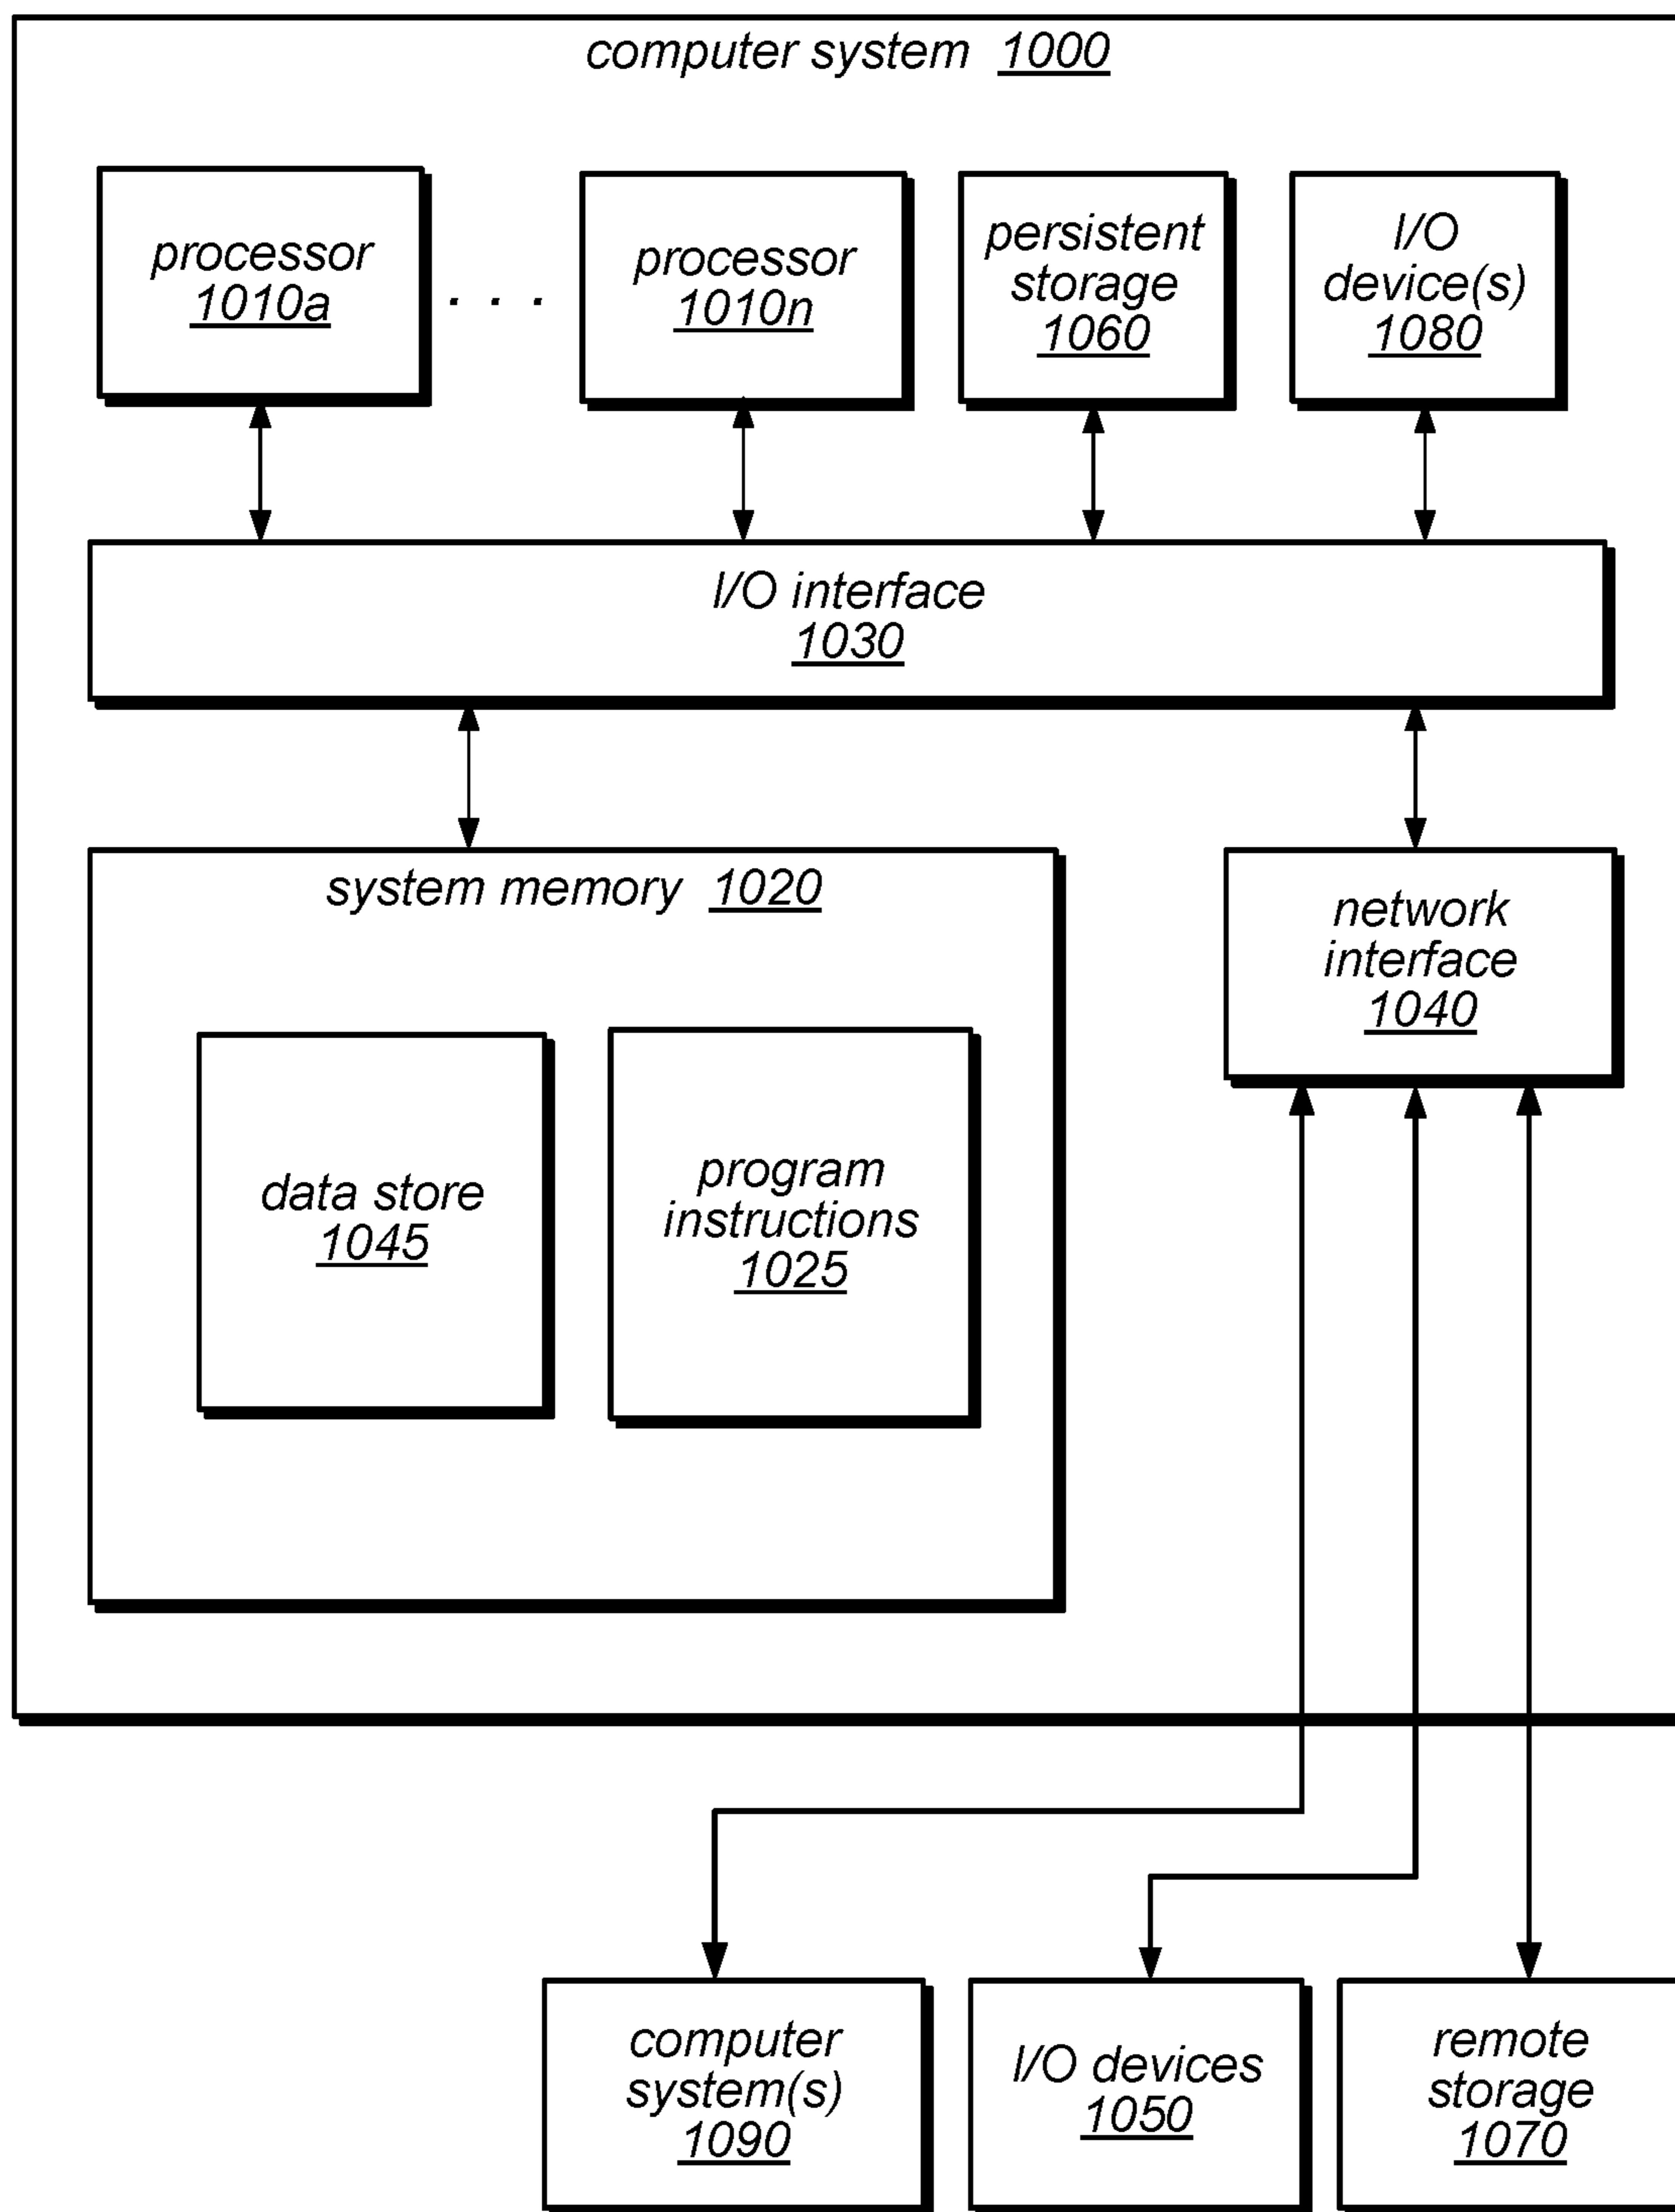 computer system 1000
processor
1010a
. . .
processor
1010n
persistent
storage
1060
I/O
device(s)
1080
I/O interface
1030
system memory 1020
network
interface
1040
data store
1045
program
instructions
1025
computer
system(s)
1090
I/O devices
1050
remote
storage
1070